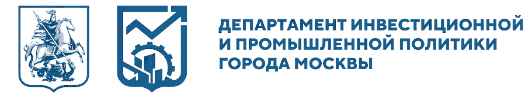 ДЕПАРТАМЕНТ ИНВЕСТИЦИОННОЙ
И ПРОМЫШЛЕННОЙ ПОЛИТИКИ
ГОРОДА МОСКВЫ